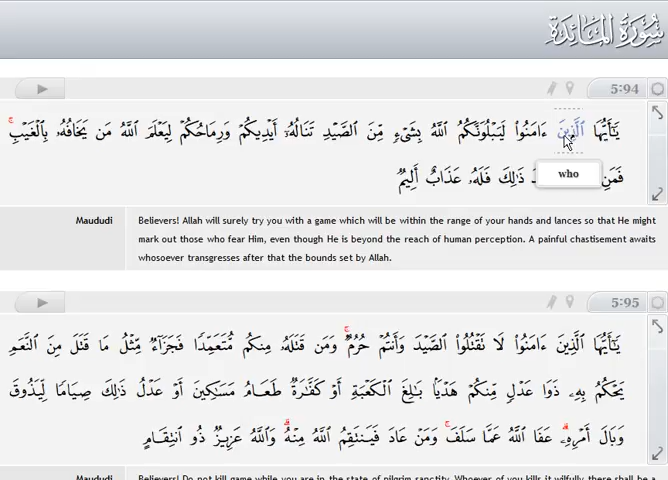 سُورَةُ المَائِدَةِ
5:94
يَـٰٓأَيُّهَا ٱلَّذِينَ ءَامَنُوا۟ لَيَبْلُوَنَّكُمُ ٱللَّهُ بِشَىْءٍ مِّنَ ٱلصَّيْدِ تَنَالُهُۥٓ أَيْدِيكُمْ وَرِمَاحُكُمْ لِيَعْلَمَ ٱللَّهُ مَن يَخَافُهُۥ بِٱلْغَيْبِ ۚ
فَمَنِ ذَٰلِكَ فَلَهُۥ عَذَابٌ أَلِيمٌ
who
Maududi
Believers! Allah will surely try you with a game which will be within the range of your hands and lances so that He might
mark out those who fear Him, even though He is beyond the reach of human perception. A painful chastisement awaits
whosoever transgresses after that the bounds set by Allah.
5:95
يَـٰٓأَيُّهَا ٱلَّذِينَ ءَامَنُوا۟ لَا تَقْتُلُوا۟ ٱلصَّيْدَ وَأَنتُمْ حُرُمٌ ۚ وَمَن قَتَلَهُۥ مِنكُم مُّتَعَمِّدًا فَجَزَآءٌ مِّثْلُ مَا قَتَلَ مِنَ ٱلنَّعَمِ
يَحْكُمُ بِهِۦ ذَوَا عَدْلٍ مِّنكُمْ هَدْيًۢا بَـٰلِغَ ٱلْكَعْبَةِ أَوْ كَفَّـٰرَةٌ طَعَامُ مَسَـٰكِينَ أَوْ عَدْلُ ذَٰلِكَ صِيَامًا لِّيَذُوقَ
وَبَالَ أَمْرِهِۦ ۗ عَفَا ٱللَّهُ عَمَّا سَلَفَ ۚ وَمَنْ عَادَ فَيَنتَقِمُ ٱللَّهُ مِنْهُ ۗ وَٱللَّهُ عَزِيزٌ ذُو ٱنتِقَامٍ
Maududi
Believers! Do not kill game while you are in the state of pilgrim sanctity. Whoever of you kills it wilfully there shall be a